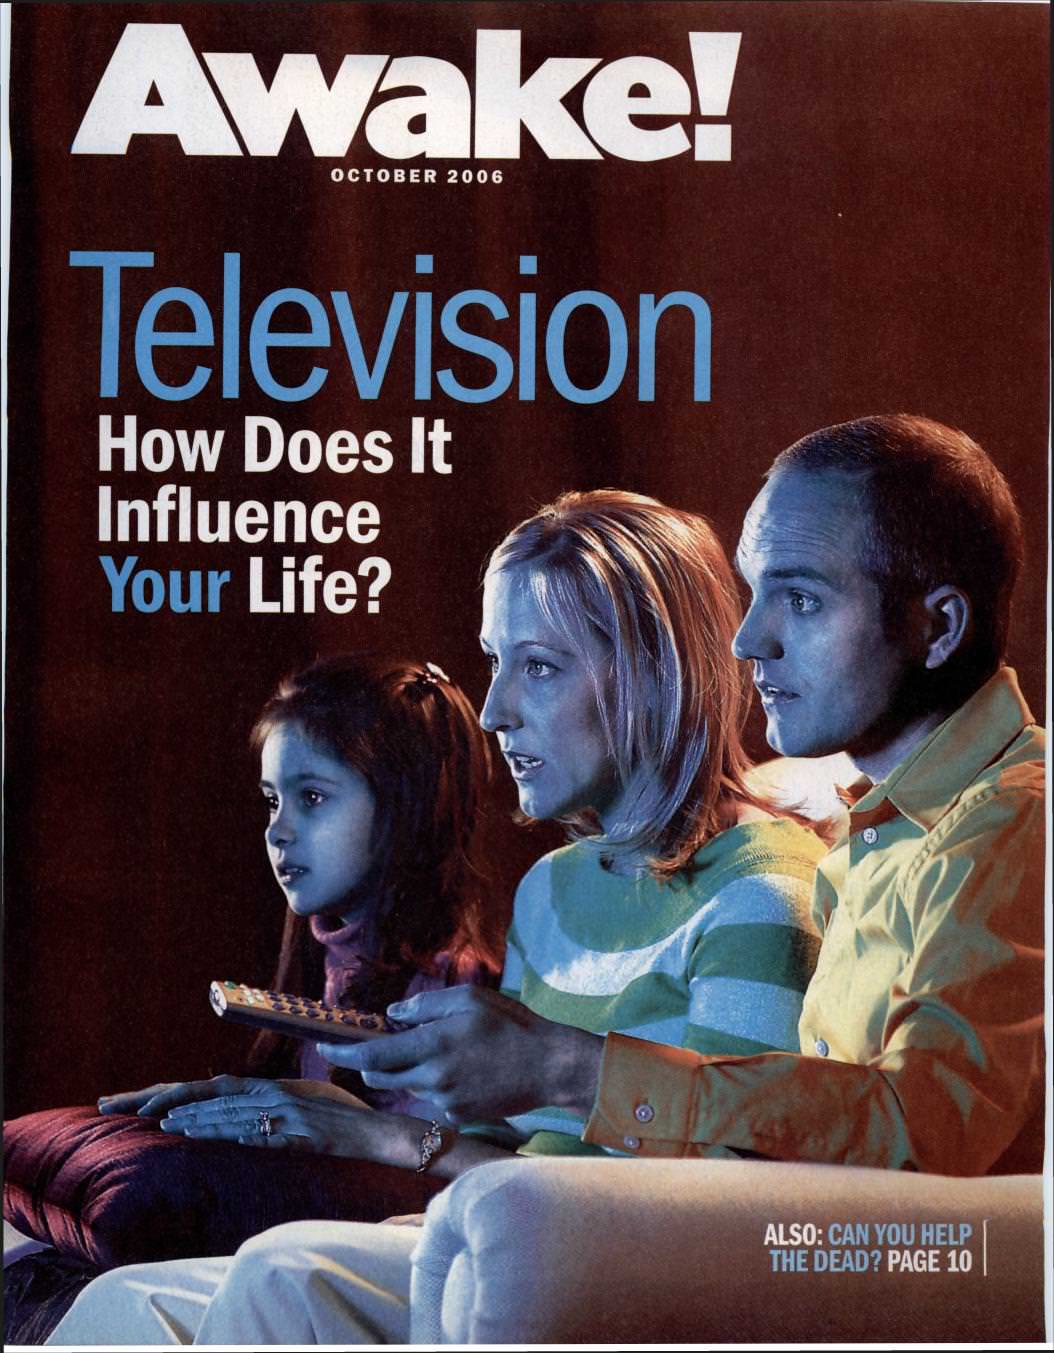 Awake!
OCTOBER 2006
Television
How Does It
Influence
Your Life?
ALSO: CAN YOU HELP
THE DEAD? PAGE 10